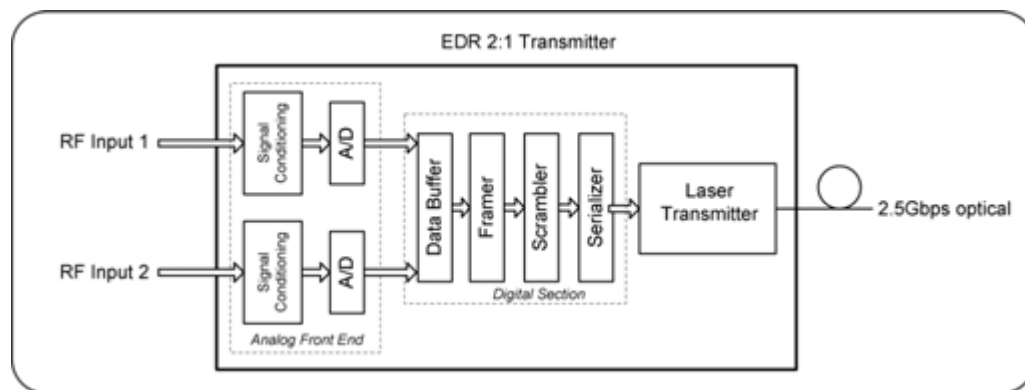 EDR 2:1 Transmitter
RF Input 1
Signal
Conditioning
A/D
RF Input 2
Signal
Conditioning
A/D
Analog Front End
Data Buffer
Framer
Scrambler
Serializer
Digital Section
Laser
Transmitter
2.5Gbps optical